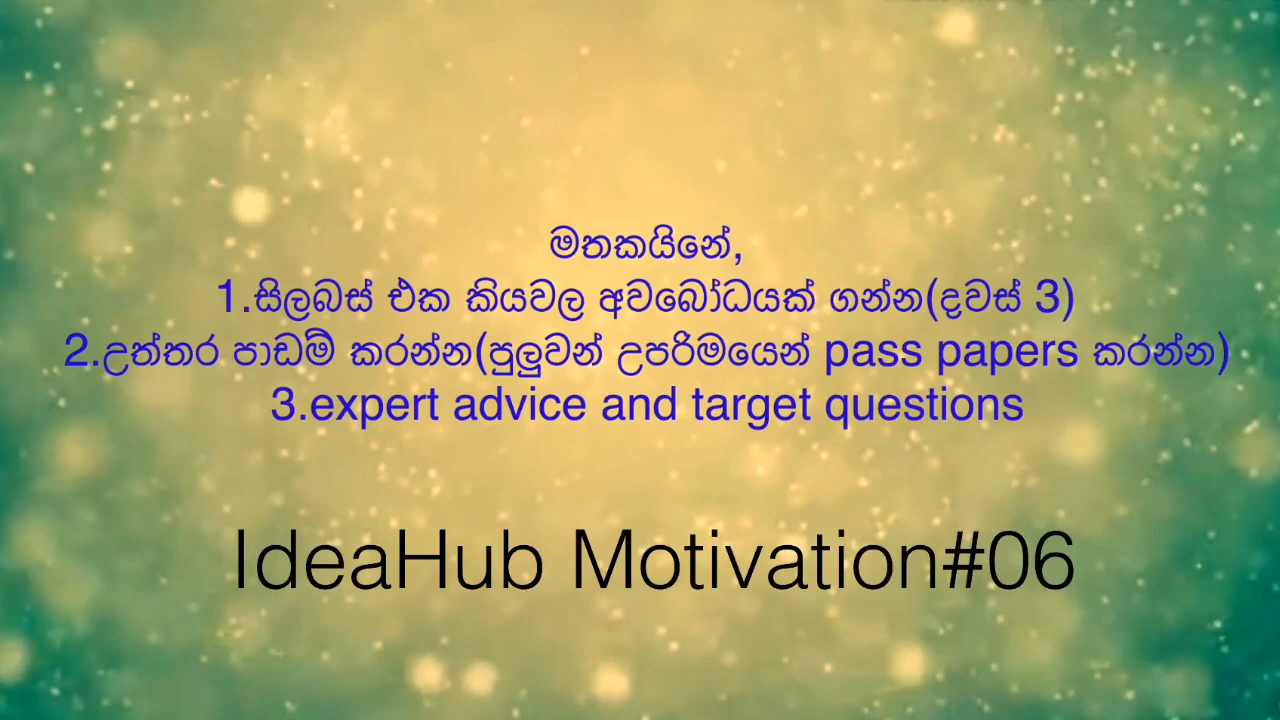 මතකයිනේ,
1.සිලබස් එක කියවල අවබෝධයක් ගන්න(දවස් 3)
2.උත්තර පාඩම් කරන්න(පුලුවන් උපරිමයෙන් pass papers කරන්න)
3.expert advice and target questions
IdeaHub Motivation#06